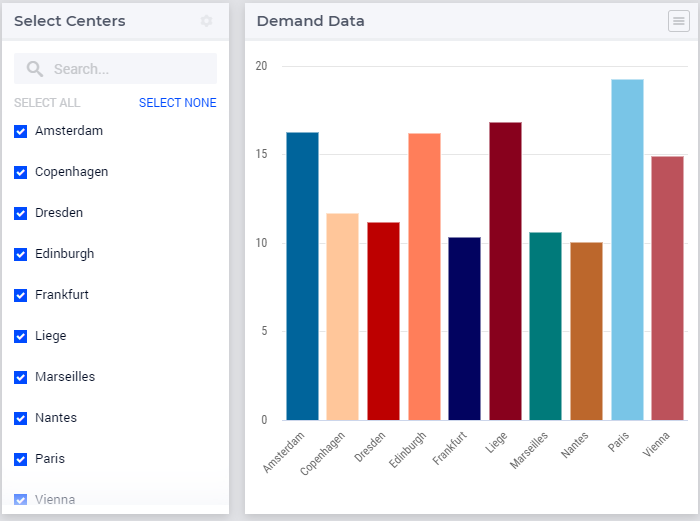 Select Centers
Search...
SELECT ALL
SELECT NONE
Amsterdam
Copenhagen
Dresden
Edinburgh
Frankfurt
Liege
Marseilles
Nantes
Paris
Vienna
Demand Data
20
15
10
5
0
Amsterdam
Copenhagen
Dresden
Edinburgh
Frankfurt
Liege
Marseilles
Nantes
Paris
Vienna